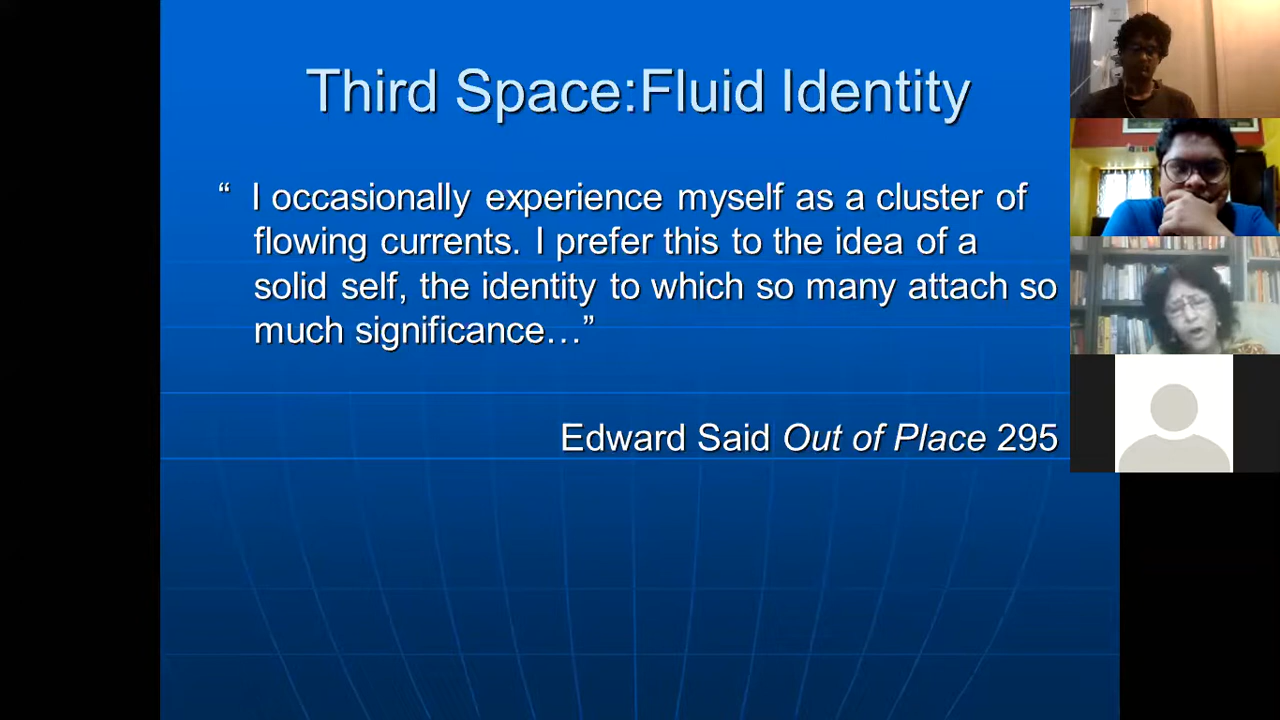 Third Space:Fluid Identity
“ I occasionally experience myself as a cluster of
flowing currents. I prefer this to the idea of a
solid self, the identity to which so many attach so
much significance…”
Edward Said Out of Place 295